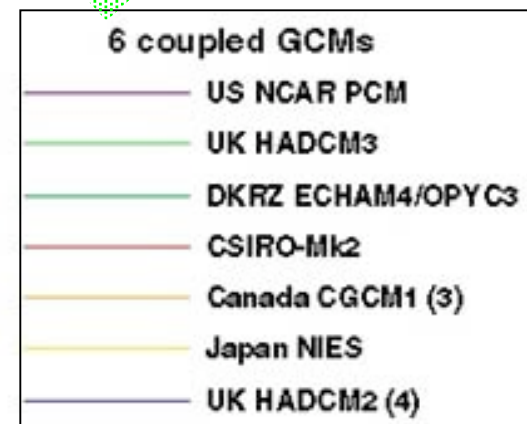 6 coupled GCMs
US NCAR PCM
UK HADCM3
DKRZ ECHAM4/OPYC3
CSIRO-Mk2
Canada CGCM1 (3)
Japan NIES
UK HADCM2 (4)